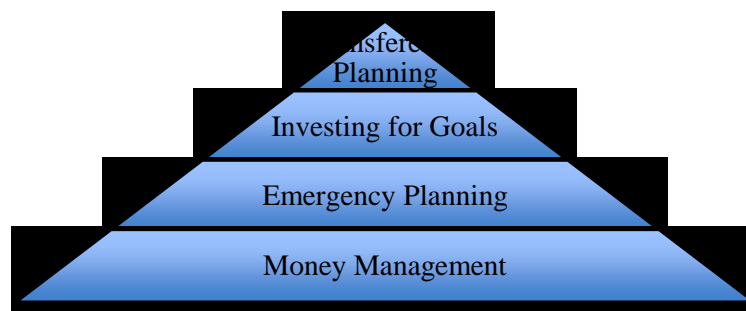 Planning
Investing for Goals
Emergency Planning
Money Management